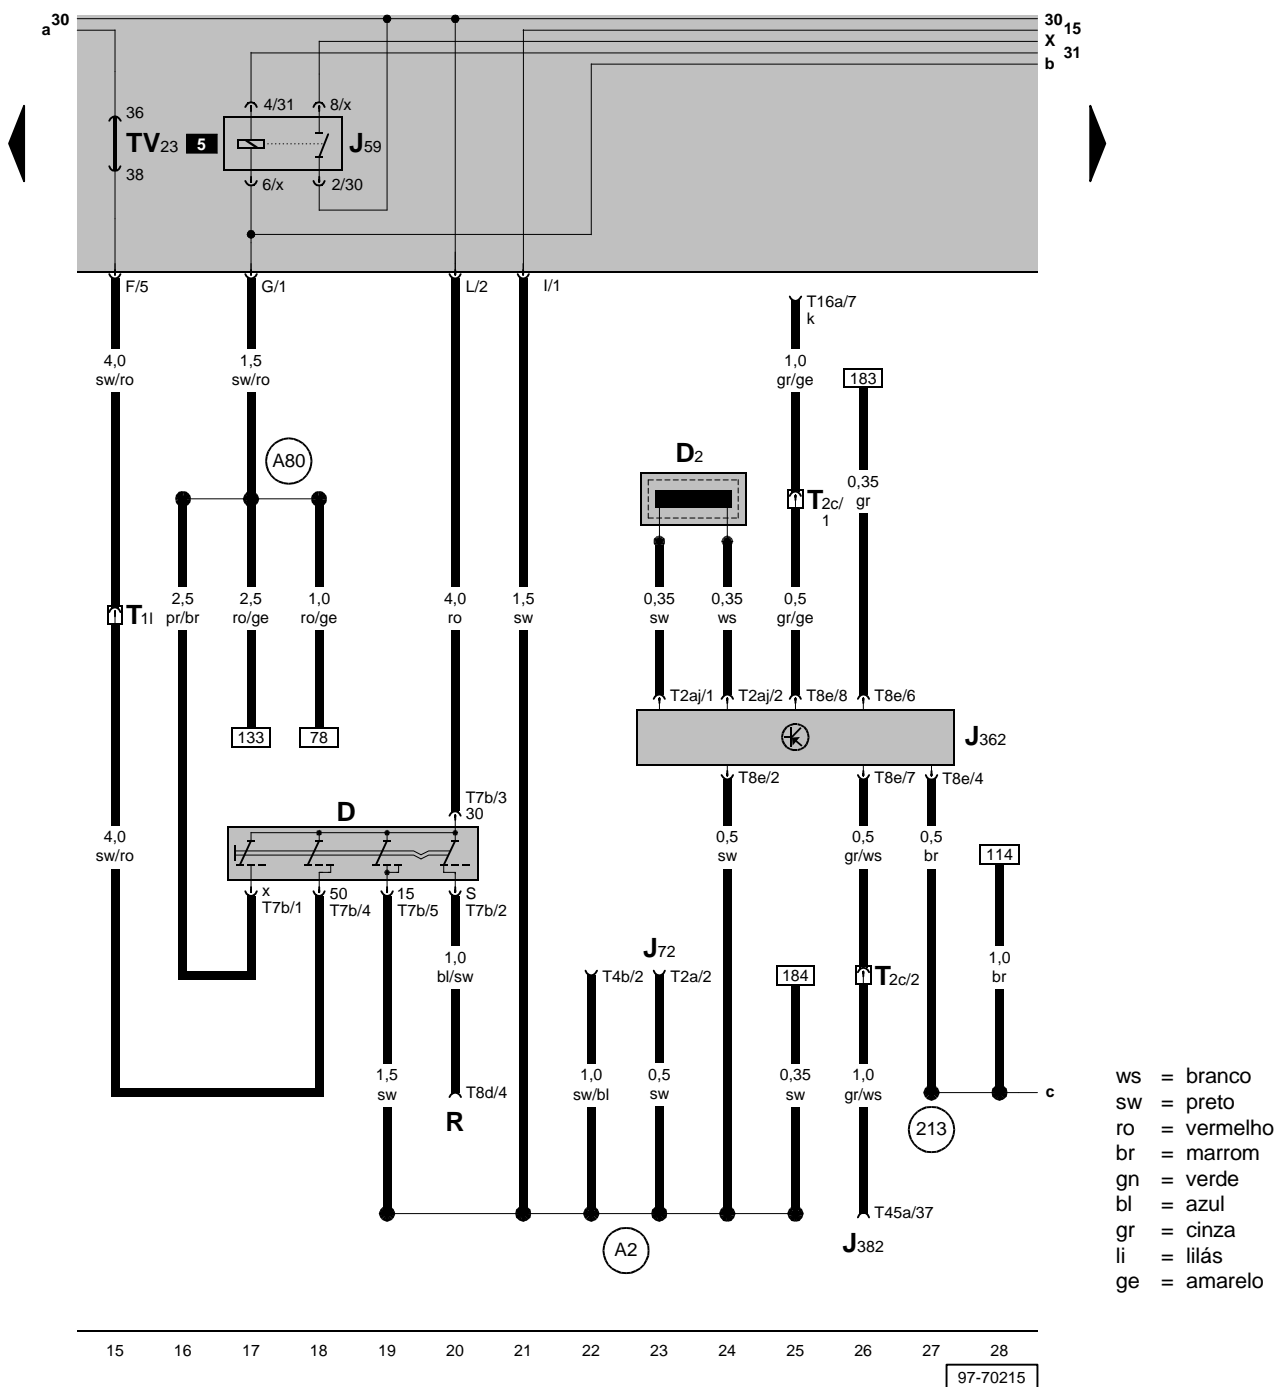 30
a
30
15
X
31
b
36
4/31
8/x
TV23
5
J59
38
6/x
2/30
F/5
G/1
L/2
I/1
T16a/7
k
4,0
sw/ro
1,5
sw/ro
1,0
gr/ge
183
A80
D2
0,35
gr
T2c/
1
T1l
2,5
pr/br
2,5
ro/ge
1,0
ro/ge
4,0
ro
1,5
sw
0,35
sw
0,35
ws
0,5
gr/ge
T2aj/1
T2aj/2
T8e/8
T8e/6
133
78
J362
T8e/2
T8e/7
T8e/4
T7b/3
30
D
4,0
sw/ro
0,5
sw
0,5
gr/ws
0,5
br
114
x
T7b/1
50
T7b/4
15
T7b/5
S
T7b/2
1,0
bl/sw
J72
T4b/2
T2a/2
184
T2c/2
1,0
br
1,5
sw
T8d/4
R
1,0
sw/bl
0,5
sw
0,35
sw
1,0
gr/ws
c
213
A2
T45a/37
J382
ws = branco
sw = preto
ro = vermelho
br = marrom
gn = verde
bl = azul
gr = cinza
li = lilás
ge = amarelo
15 16 17 18 19 20 21 22 23 24 25 26 27 28
97-70215